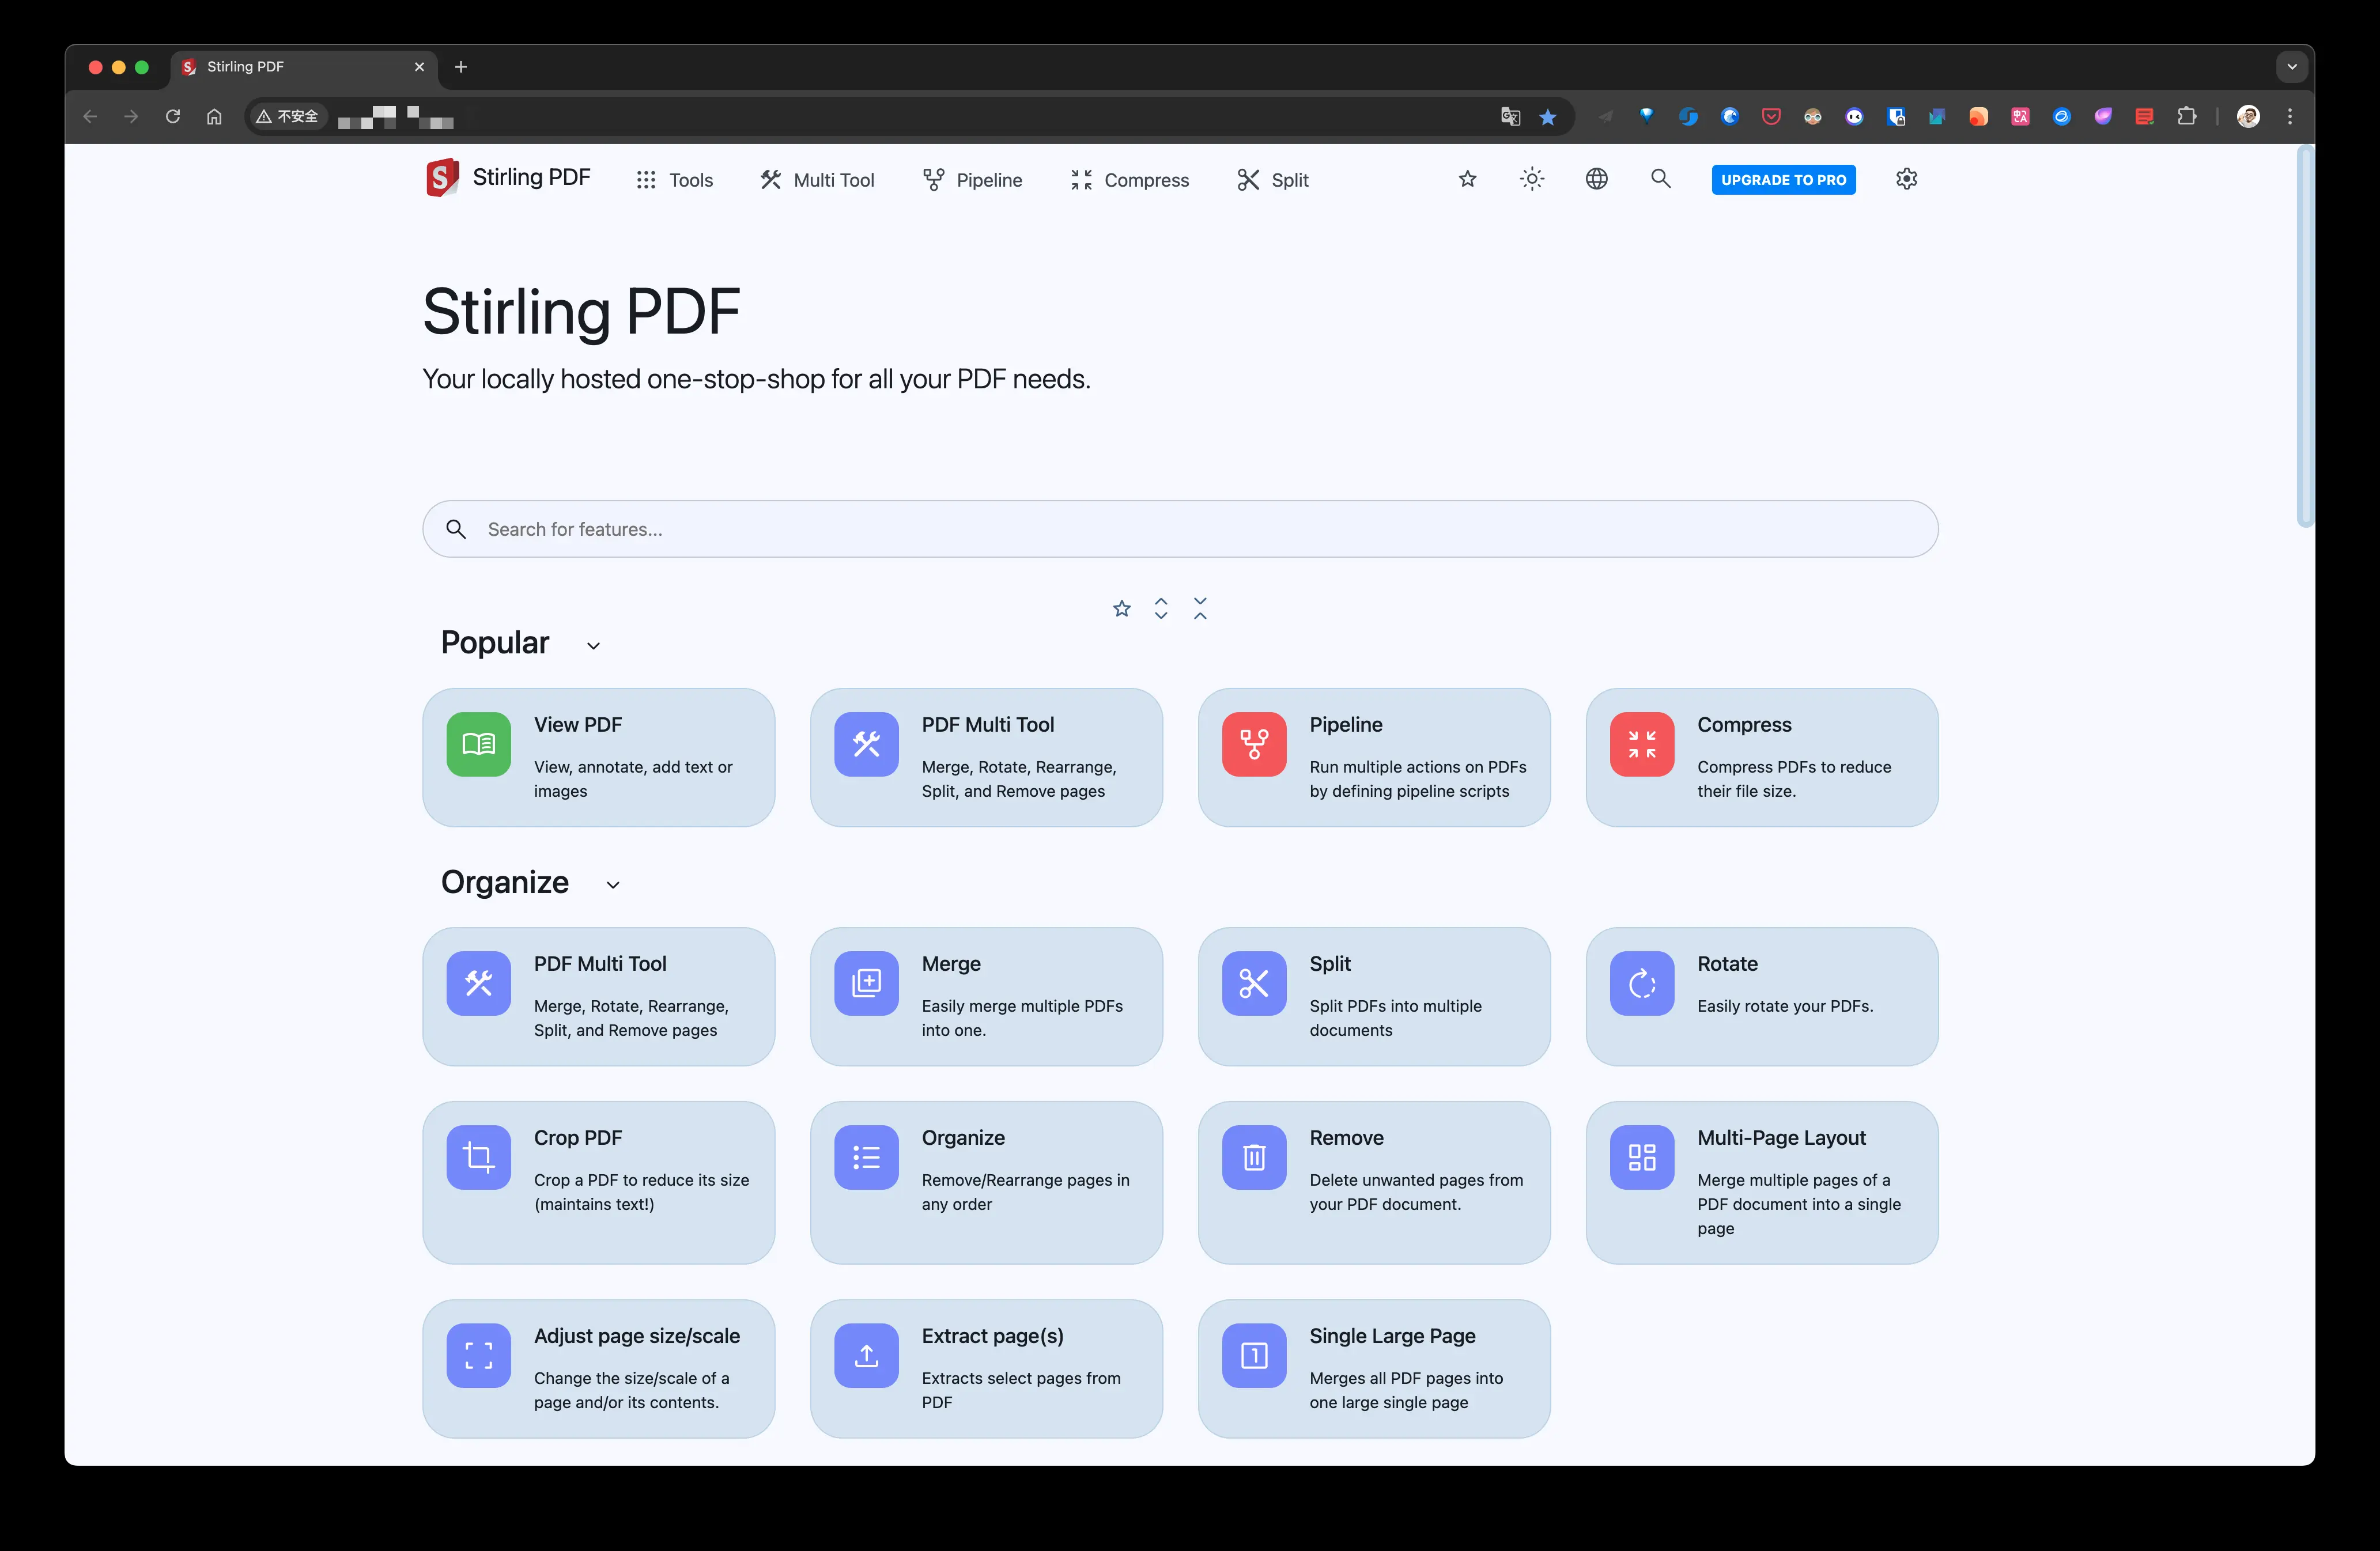 Stirling PDF
不安全
Stirling PDF
Tools
Multi Tool
Pipeline
Compress
Split
UPGRADE TO PRO
Stirling PDF
Your locally hosted one-stop-shop for all your PDF needs.
Search for features...
Popular
View PDF
View, annotate, add text or
images
PDF Multi Tool
Merge, Rotate, Rearrange,
Split, and Remove pages
Pipeline
Run multiple actions on PDFs
by defining pipeline scripts
Compress
Compress PDFs to reduce
their file size.
Organize
PDF Multi Tool
Merge, Rotate, Rearrange,
Split, and Remove pages
Merge
Easily merge multiple PDFs
into one.
Split
Split PDFs into multiple
documents
Rotate
Easily rotate your PDFs.
Crop PDF
Crop a PDF to reduce its size
(maintains text!)
Organize
Remove/Rearrange pages in
any order
Remove
Delete unwanted pages from
your PDF document.
Multi-Page Layout
Merge multiple pages of a
PDF document into a single
page
Adjust page size/scale
Change the size/scale of a
page and/or its contents.
Extract page(s)
Extracts select pages from
PDF
Single Large Page
Merges all PDF pages into
one large single page